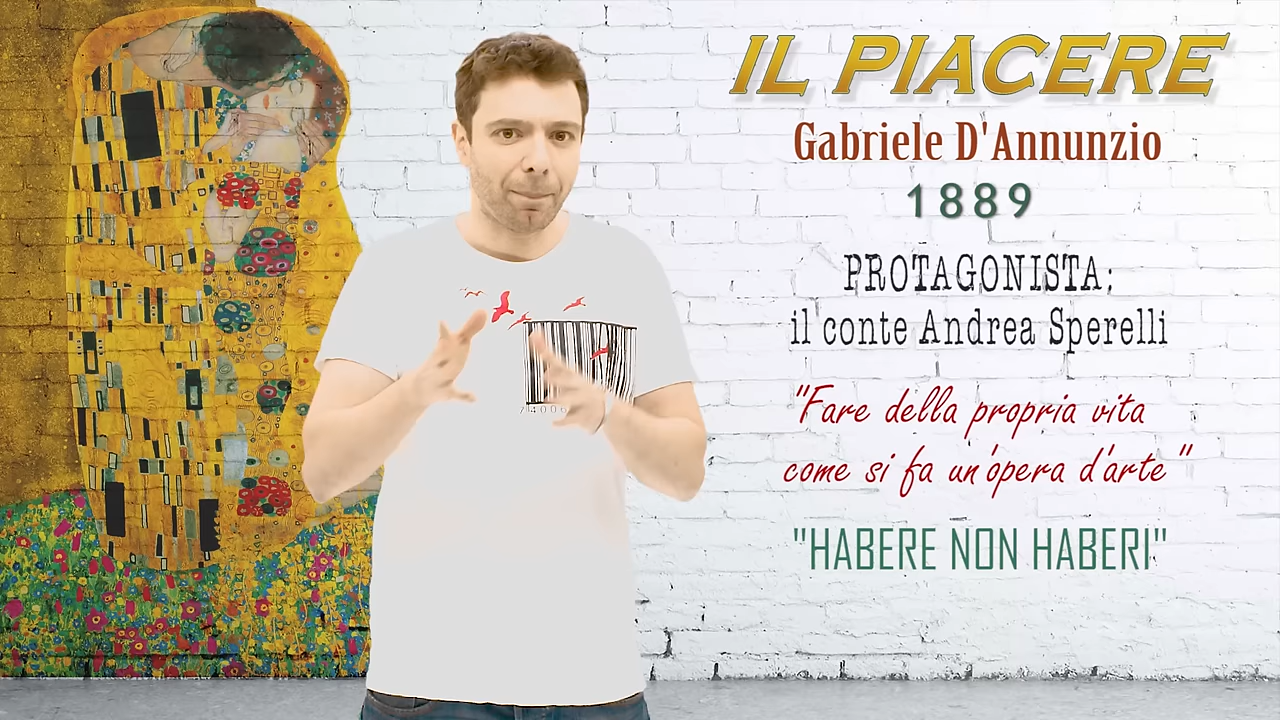 IL PIACERE
Gabriele D'Annunzio
1889
PROTAGONISTA:
il conte Andrea Sperelli
"Fare della propria vita
come si fa un'opera d'arte"
"HABERE NON HABERI"